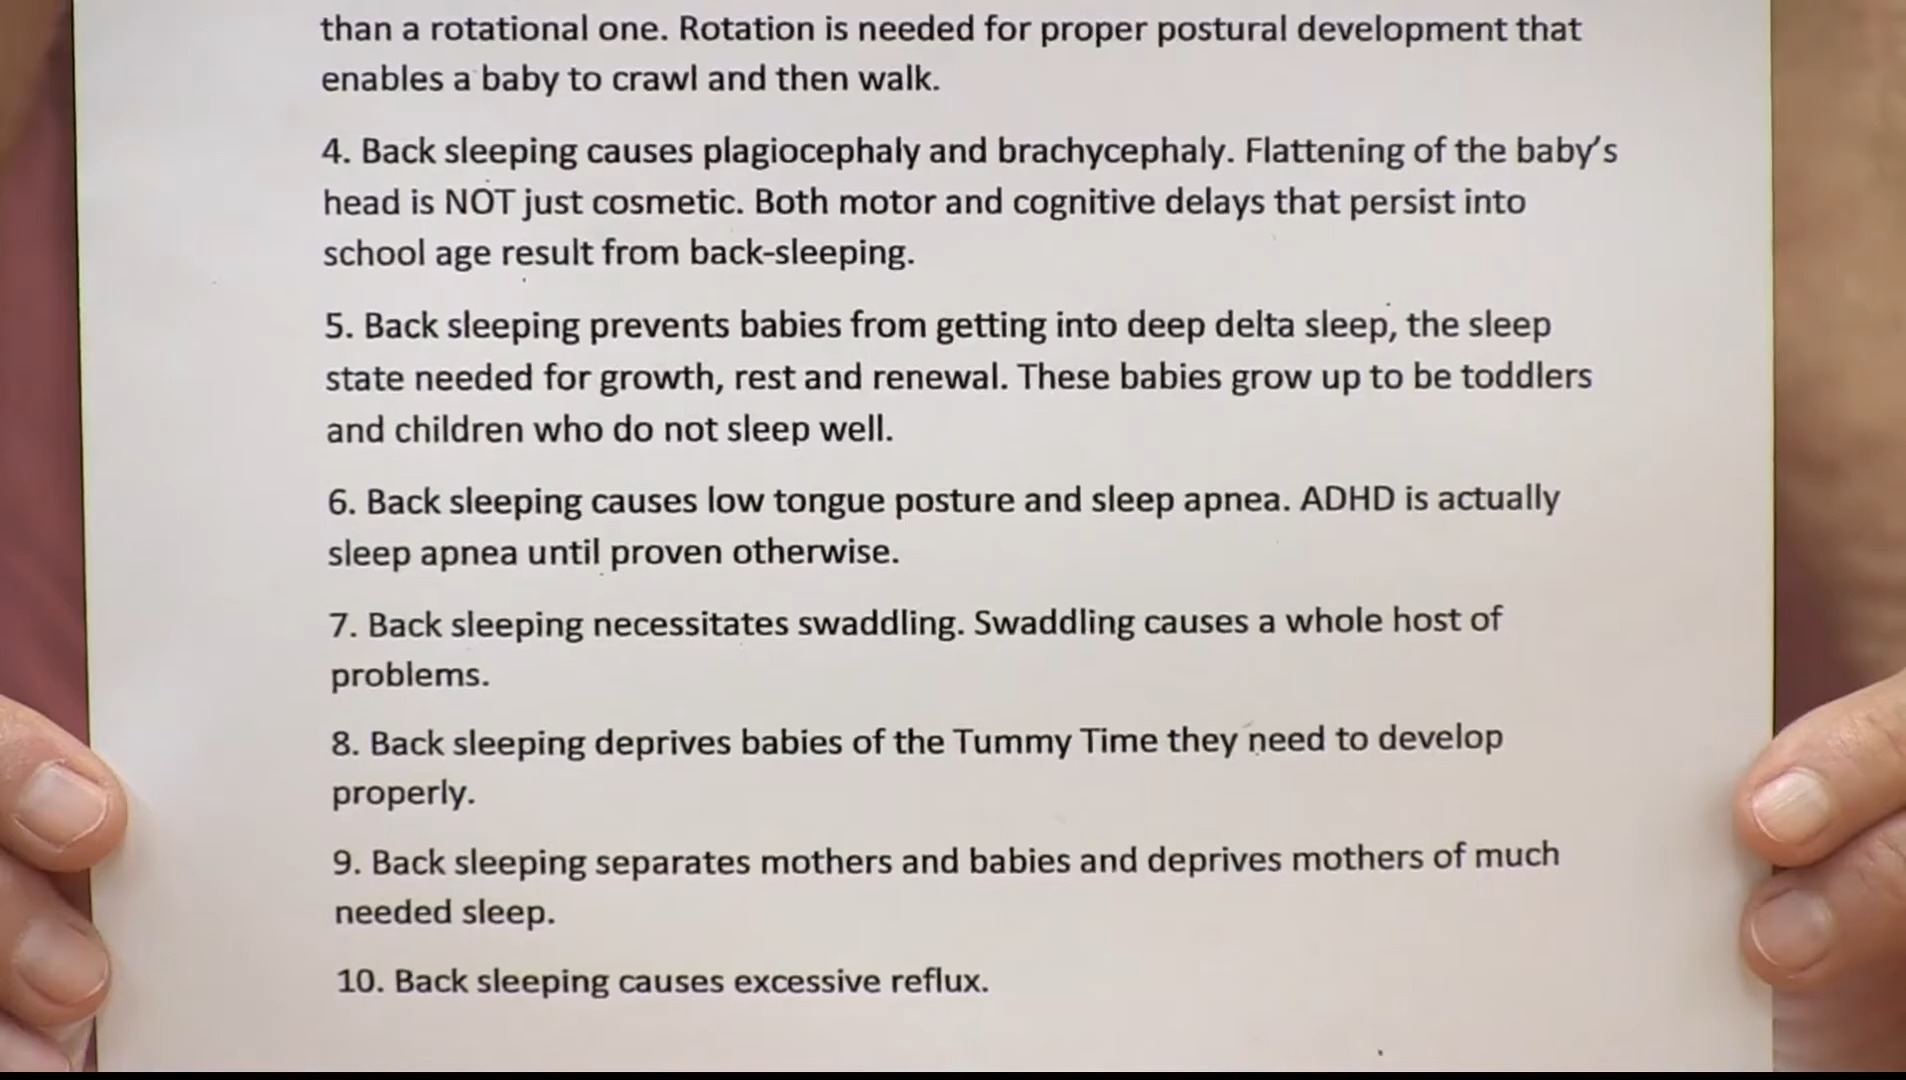 than a rotational one. Rotation is needed for proper postural development that
enables a baby to crawl and then walk.
4. Back sleeping causes plagiocephaly and brachycephaly. Flattening of the baby's
head is NOT just cosmetic. Both motor and cognitive delays that persist into
school age result from back-sleeping.
5. Back sleeping prevents babies from getting into deep delta sleep, the sleep
state needed for growth, rest and renewal. These babies grow up to be toddlers
and children who do not sleep well.
6. Back sleeping causes low tongue posture and sleep apnea. ADHD is actually
sleep apnea until proven otherwise.
7. Back sleeping necessitates swaddling. Swaddling causes a whole host of
problems.
8. Back sleeping deprives babies of the Tummy Time they need to develop
properly.
9. Back sleeping separates mothers and babies and deprives mothers of much
needed sleep.
10. Back sleeping causes excessive reflux.